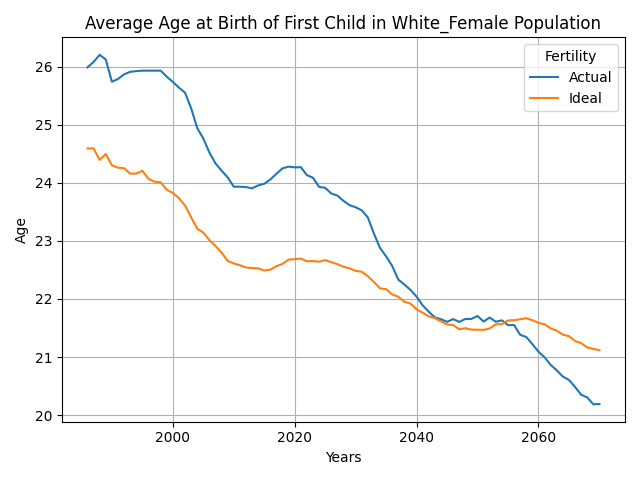 Average Age at Birth of First Child in White_Female Population
Fertility
Actual
Ideal
Age
26
25
24
23
22
21
20
2000
2020
2040
2060
Years